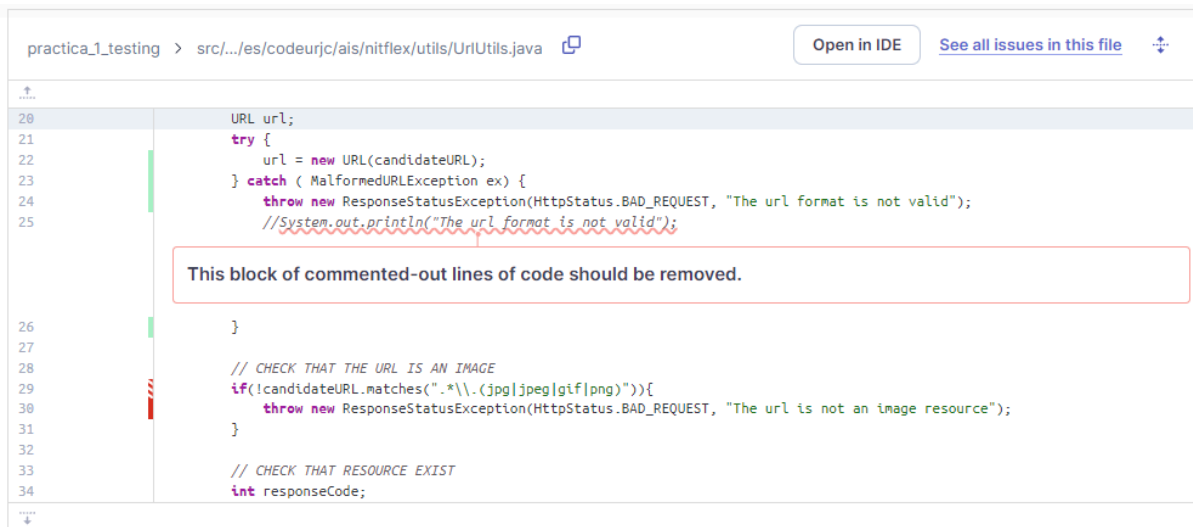 practica_1_testing > src/.../es/codeurjc/ais/nitflex/utils/UrlUtils.java Open in IDE See all issues in this file
20 URL url;
21 try {
22 url = new URL(candidateURL);
23 } catch ( MalformedURLException ex) {
24 throw new ResponseStatusException(HttpStatus.BAD_REQUEST, "The url format is not valid");
25 //System.out.println("The url format is not valid");
This block of commented-out lines of code should be removed.
26 }
27
28 // CHECK THAT THE URL IS AN IMAGE
29 if(!candidateURL.matches(".*\\.(jpg|jpeg|gif|png)")){
30 throw new ResponseStatusException(HttpStatus.BAD_REQUEST, "The url is not an image resource");
31 }
32
33 // CHECK THAT RESOURCE EXIST
34 int responseCode;